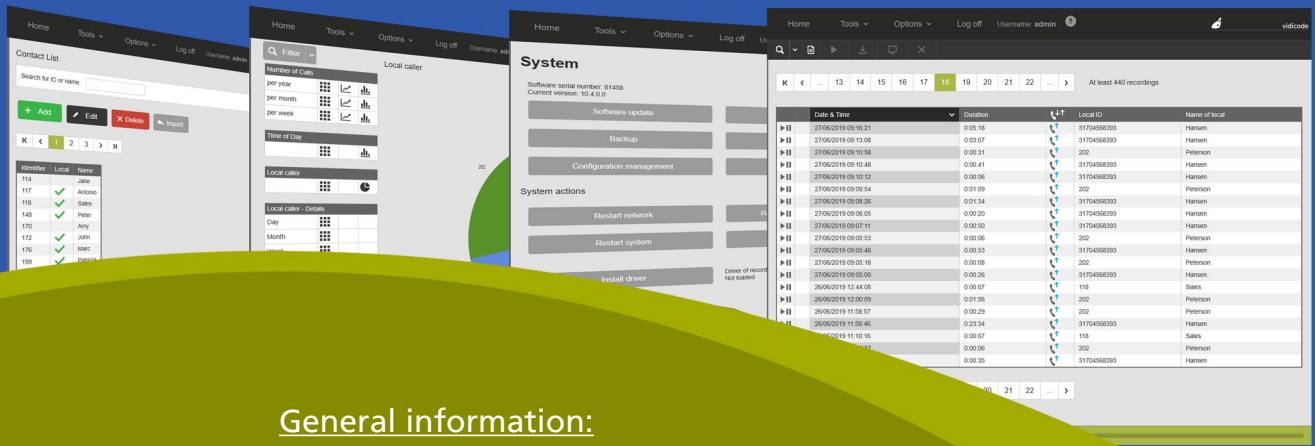 Home Tools Options Log off Username: admin
Contact List
Search for ID or name:
+ Add Edit X Delete Import
1 2 3
Identifier Local Name
114 Jane
117 Antonio
118 Sales
148 Peter
170 Amy
172 John
176 Marc
199 Patricia
Home Tools Options Log off Username:
Filter
Local caller
Number of Calls
per year
per month
per week
Time of Day
Local caller
Local caller - Details
Day
Month
202
Home Tools Options Log off
System
Software serial number: 81456
Current version: 10.4.0.0
Software update
Backup
Configuration management
System actions
Restart network
Restart system
Install driver
Driver of record
Not loaded
Home Tools Options Log off Username: admin ? vidicode
... 13 14 15 16 17 18 19 20 21 22 ... At least 440 recordings
Date & Time Duration Local ID Name of local
27/06/2019 09:16:21 0:05:18 31704568393 Hansen
27/06/2019 09:13:08 0:03:07 31704568393 Hansen
27/06/2019 09:10:58 0:00:31 202 Peterson
27/06/2019 09:10:48 0:00:41 31704568393 Hansen
27/06/2019 09:10:12 0:00:06 31704568393 Hansen
27/06/2019 09:09:54 0:01:09 202 Peterson
27/06/2019 09:08:26 0:01:34 31704568393 Hansen
27/06/2019 09:08:05 0:00:20 31704568393 Hansen
27/06/2019 09:07:11 0:00:50 31704568393 Hansen
27/06/2019 09:05:53 0:00:06 202 Peterson
27/06/2019 09:05:48 0:00:53 31704568393 Hansen
27/06/2019 09:05:18 0:00:08 202 Peterson
27/06/2019 09:05:00 0:00:26 31704568393 Hansen
26/06/2019 12:44:08 0:00:07 118 Sales
26/06/2019 12:00:09 0:01:56 202 Peterson
26/06/2019 11:58:57 0:00:29 202 Peterson
26/06/2019 11:58:46 0:23:34 31704568393 Hansen
11:10:16 0:00:07 118 Sales
0:00:06 202 Peterson
0:00:35 31704568393 Hansen
20 21 22 ...
General information: